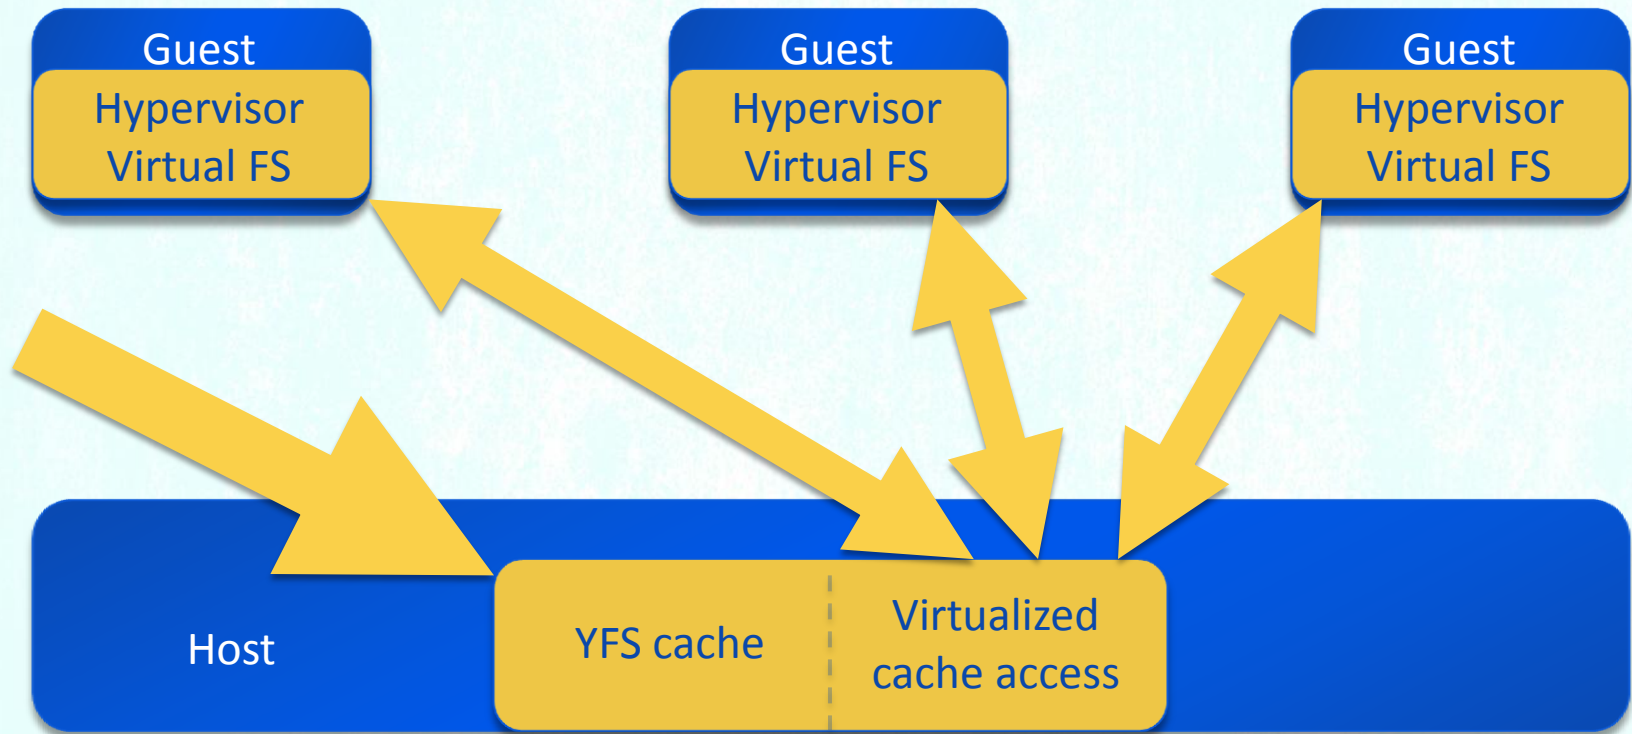 Guest
Hypervisor
Virtual FS
Guest
Hypervisor
Virtual FS
Guest
Hypervisor
Virtual FS
Host
YFS cache
Virtualized
cache access